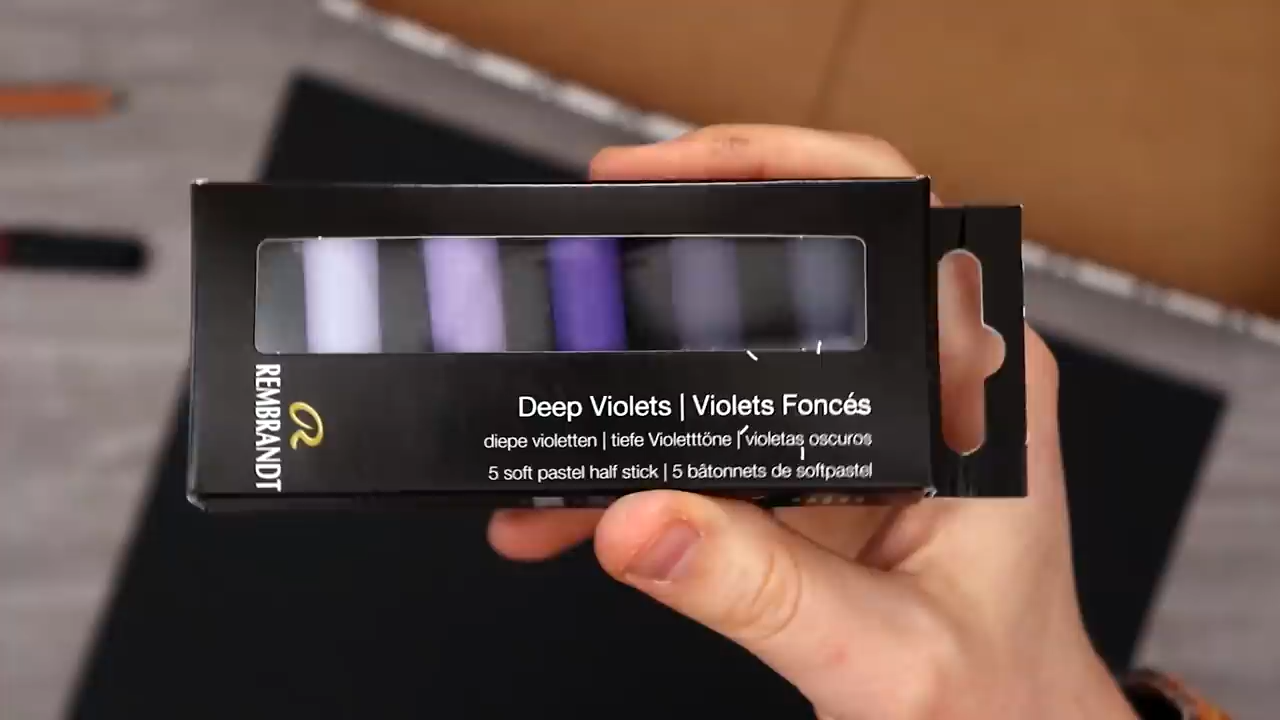 REMBRANDT
Deep Violets | Violets Foncés
diepe violetten | tiefe Violetttöne | violetas oscuros
5 soft pastel half stick | 5 bâtonnets de softpastel